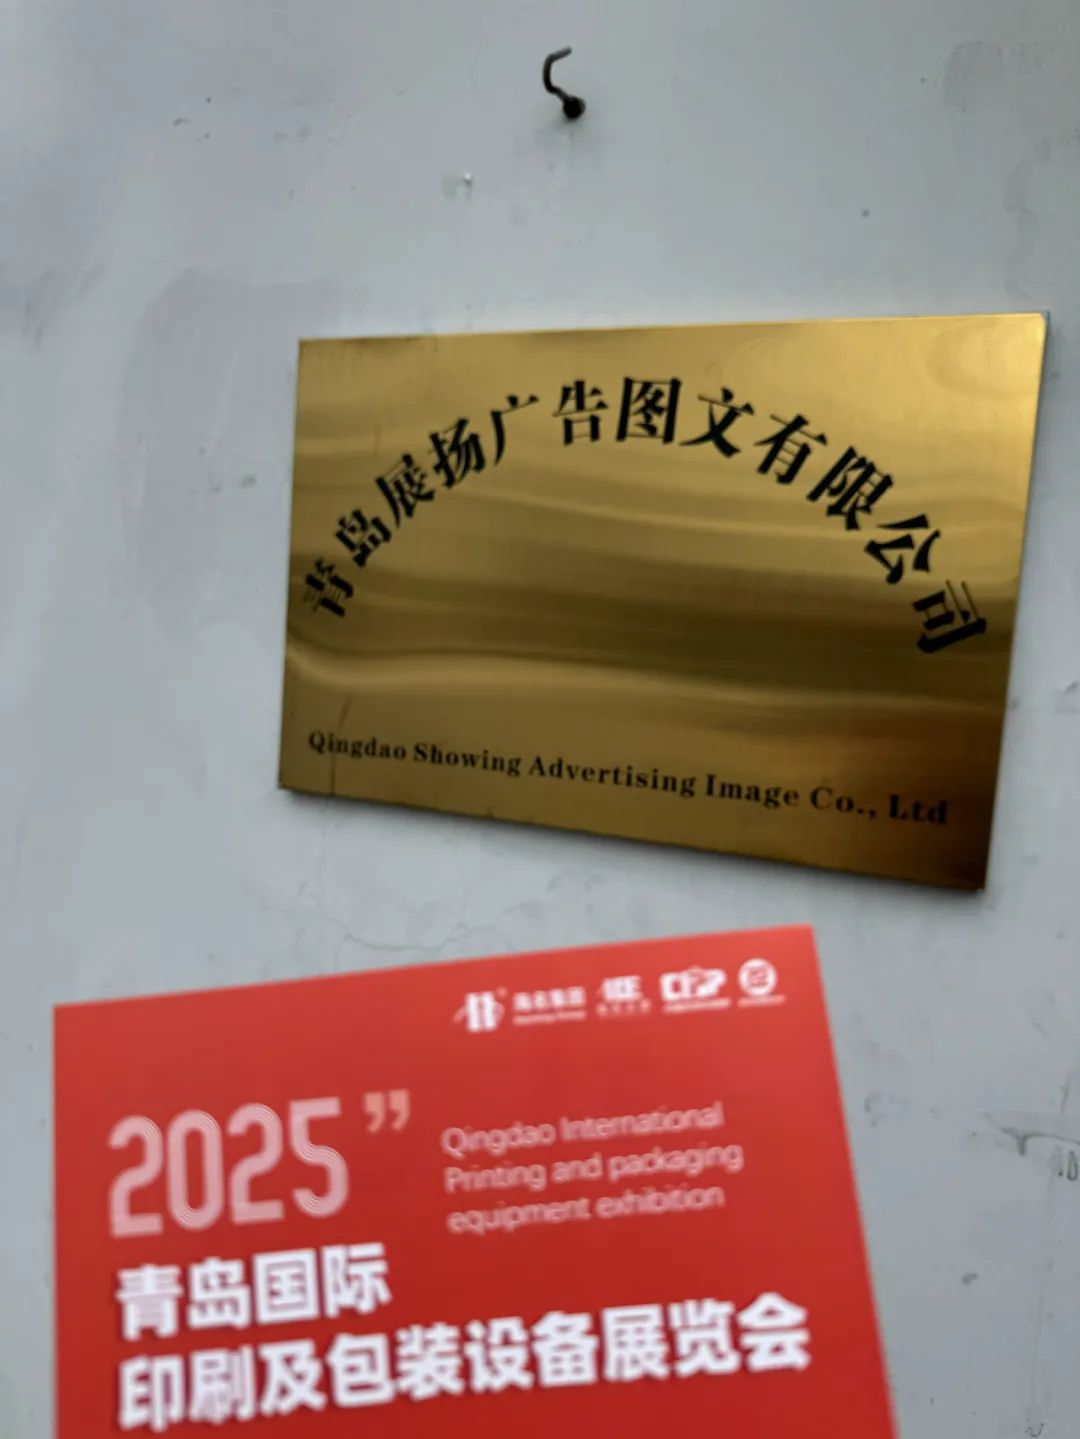 青岛展扬广告图文有限公司
Qingdao Showing Advertising Image Co., Ltd
2025”
Qingdao International
Printing and packaging
equipment exhibition
青岛国际
印刷及包装设备展览会